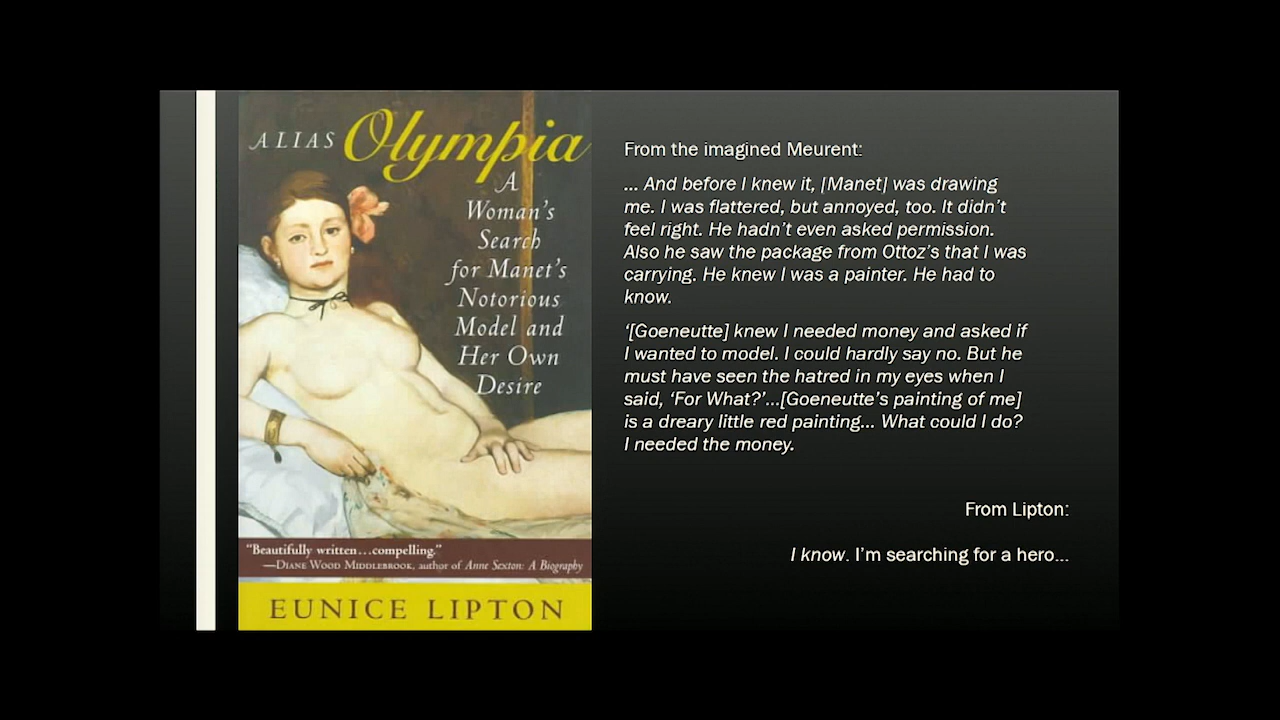 ALIAS Olympia
A
Woman's
Search
for Manet's
Notorious
Model and
Her Own
Desire
"Beautifully written...compelling."
—DIANE WOOD MIDDLEBROOK, author of Anne Sexton: A Biography
EUNICE LIPTON
From the imagined Meurent:
... And before I knew it, [Manet] was drawing
me. I was flattered, but annoyed, too. It didn't
feel right. He hadn't even asked permission.
Also he saw the package from Ottoz's that I was
carrying. He knew I was a painter. He had to
know.
'[Goeneutte] knew I needed money and asked if
I wanted to model. I could hardly say no. But he
must have seen the hatred in my eyes when I
said, 'For What?'...[Goeneutte's painting of me]
is a dreary little red painting... What could I do?
I needed the money.
From Lipton:
I know. I'm searching for a hero...